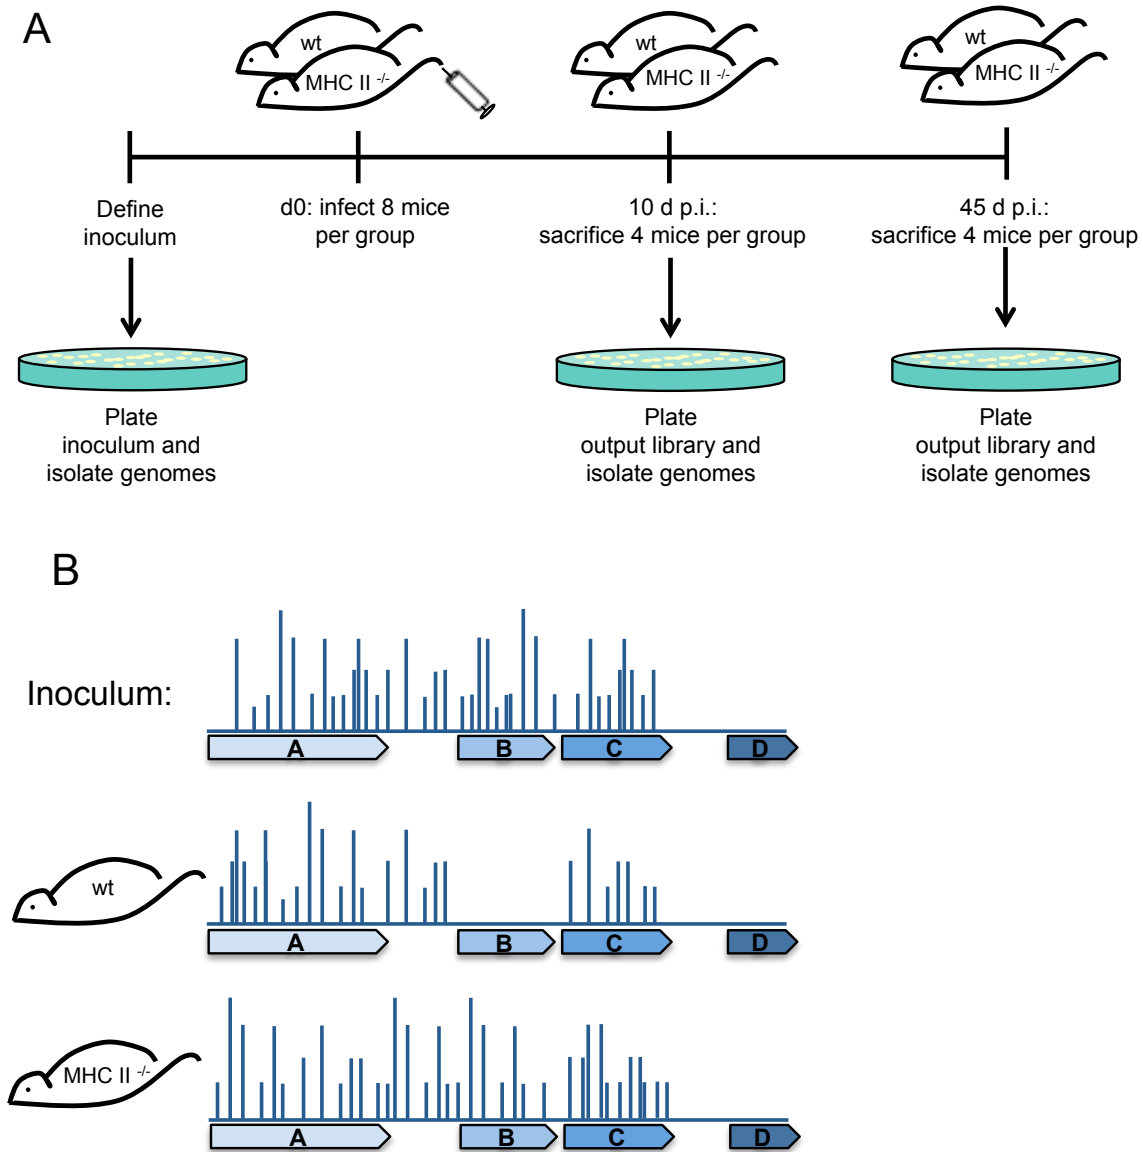 A
wt
MHC II -/-
wt
MHC II -/-
wt
MHC II -/-
Define
inoculum
d0: infect 8 mice
per group
10 d p.i.:
sacrifice 4 mice per group
45 d p.i.:
sacrifice 4 mice per group
Plate
inoculum and
isolate genomes
Plate
output library and
isolate genomes
Plate
output library and
isolate genomes
B
Inoculum:
A B C D
wt
A B C D
MHC II -/-
A B C D